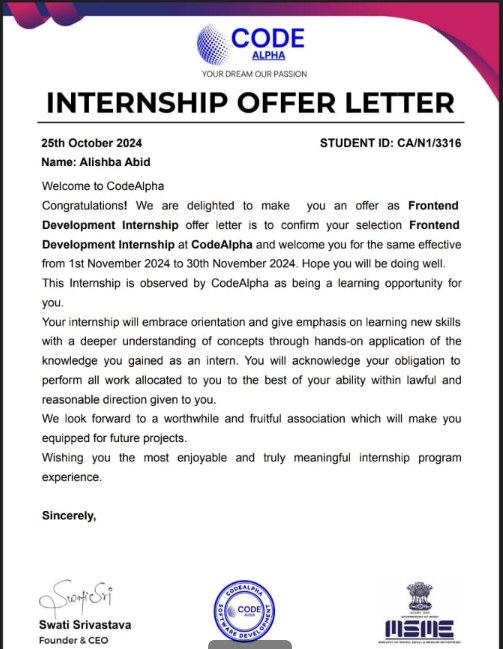 CODE
ALPHA
YOUR DREAM OUR PASSION
INTERNSHIP OFFER LETTER
25th October 2024 STUDENT ID: CA/N1/3316
Name: Alishba Abid
Welcome to CodeAlpha
Congratulations! We are delighted to make you an offer as Frontend
Development Internship offer letter is to confirm your selection Frontend
Development Internship at CodeAlpha and welcome you for the same effective
from 1st November 2024 to 30th November 2024. Hope you will be doing well.
This Internship is observed by CodeAlpha as being a learning opportunity for
you.
Your internship will embrace orientation and give emphasis on learning new skills
with a deeper understanding of concepts through hands-on application of the
knowledge you gained as an intern. You will acknowledge your obligation to
perform all work allocated to you to the best of your ability within lawful and
reasonable direction given to you.
We look forward to a worthwhile and fruitful association which will make you
equipped for future projects.
Wishing you the most enjoyable and truly meaningful internship program
experience.
Sincerely,
Swati Sri
Swati Srivastava
Founder & CEO
CODEALPHA
CODE
ALPHA
SOFTWARE DEVELOPMENT
MSME